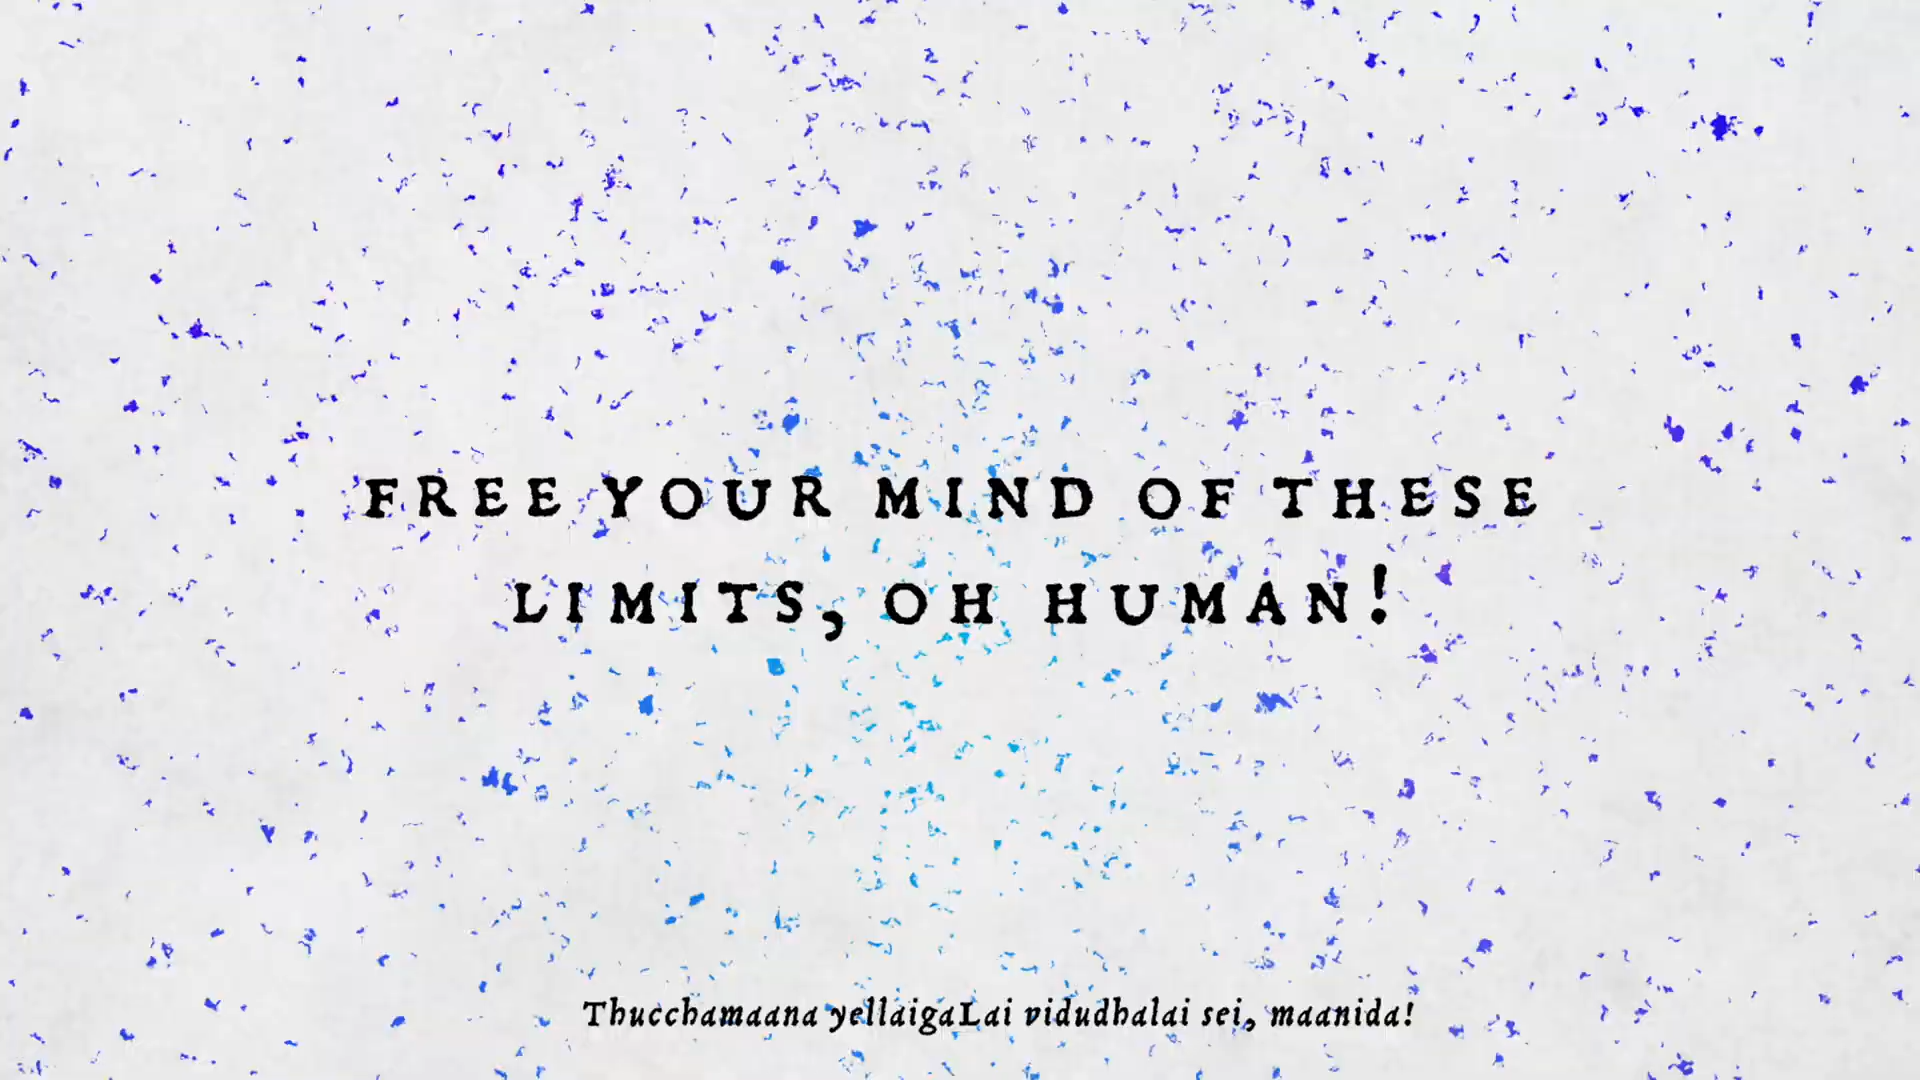 FREE YOUR MIND OF THESE
LIMITS, OH HUMAN!
Thucchamaana yellaigaLai vidudhalai sei, maanida!